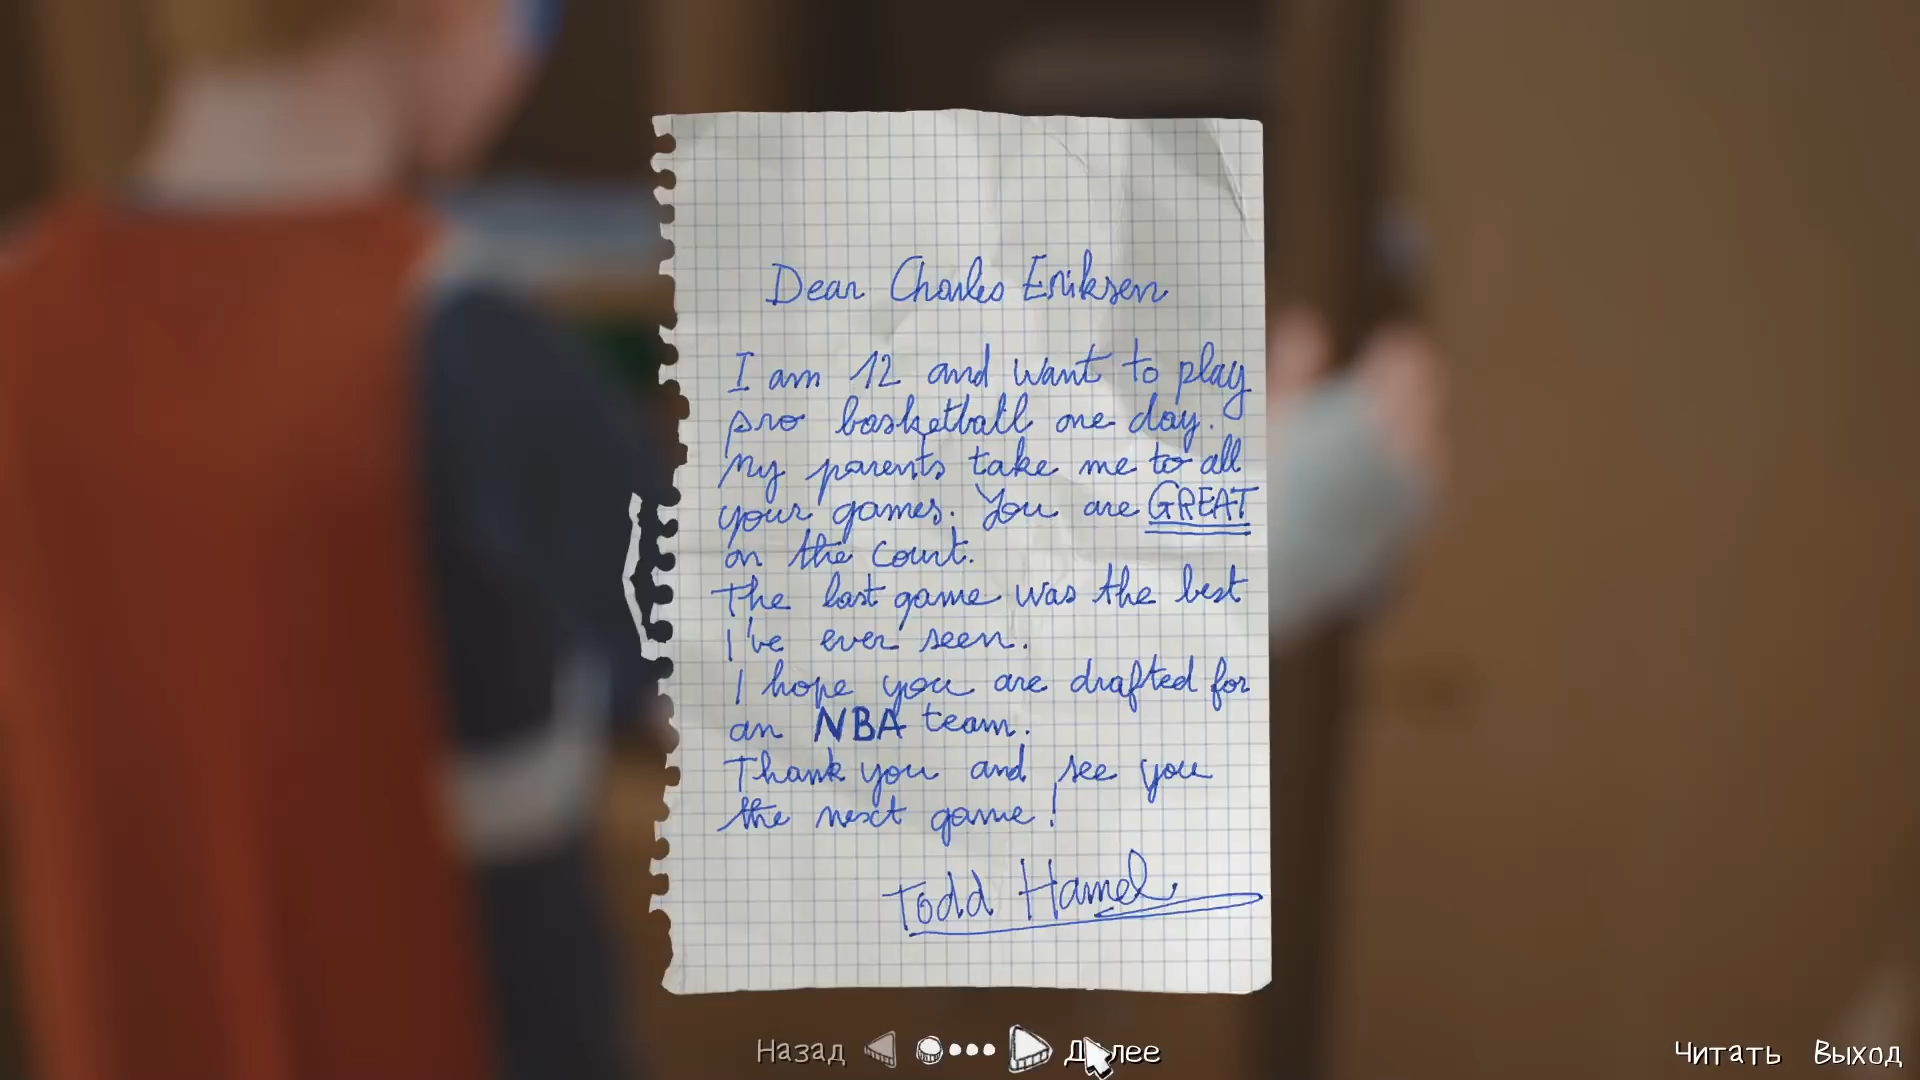 Dear Charles Eriksen
I am 12 and want to play
pro basketball one day.
My parents take me to all
your games. You are GREAT
on the court.
The last game was the best
I've ever seen.
I hope you are drafted for
an NBA team.
Thank you and see you
the next game!
Todd Hamel
Назад Далее Читать Выход